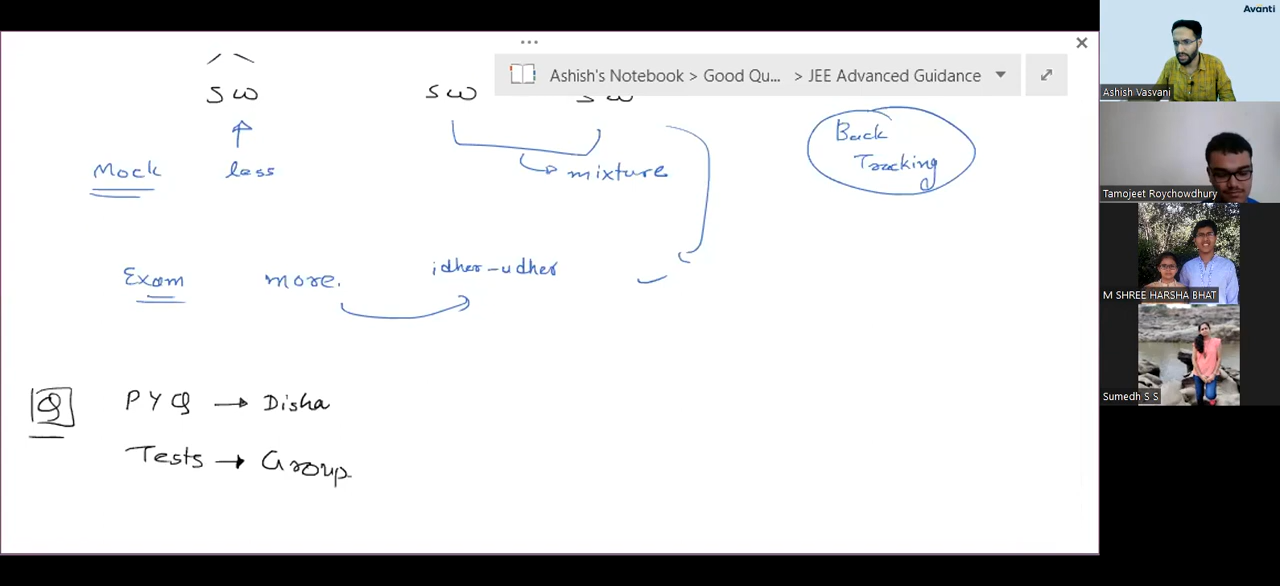 Avanti
...
Ashish's Notebook > Good Qu... > JEE Advanced Guidance
SW SW SW
Back
Tracking
Mock less mixture
Exam more. idher-udher
Q PYQ → Disha
Tests → Group
Ashish Vasvani
Tamojeet Roychowdhury
M SHREE HARSHA BHAT
Sumedh S S